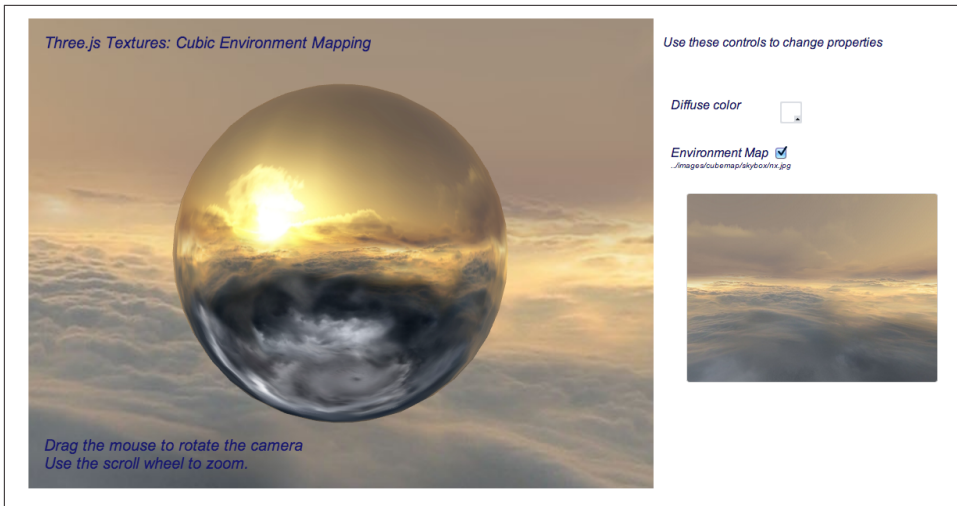 Three.js Textures: Cubic Environment Mapping
Use these controls to change properties
Diffuse color
Environment Map
../images/cubemap/skybox/nx.jpg
Drag the mouse to rotate the camera
Use the scroll wheel to zoom.